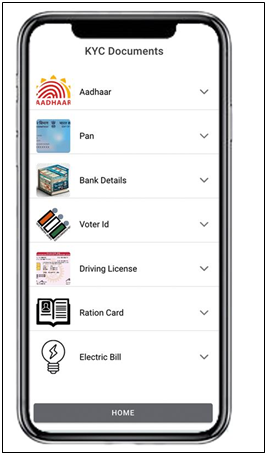 KYC Documents
AADHAAR
Aadhaar
Pan
Bank Details
Voter Id
Driving License
Ration Card
Electric Bill
HOME